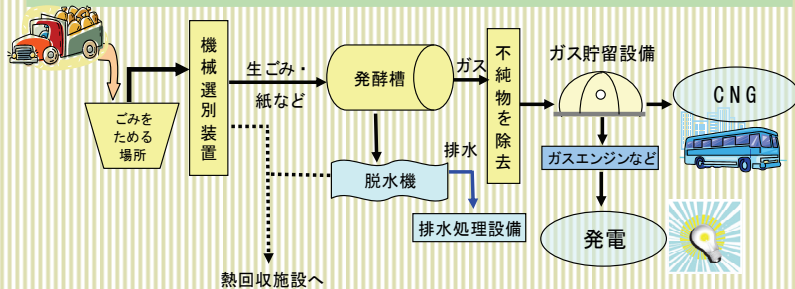 ごみを
ためる
場所
機械選別装置
生ごみ・
紙など
発酵槽
ガス
不純物を除去
ガス貯留設備
CNG
ガスエンジンなど
発電
脱水機
排水
排水処理設備
熱回収施設へ